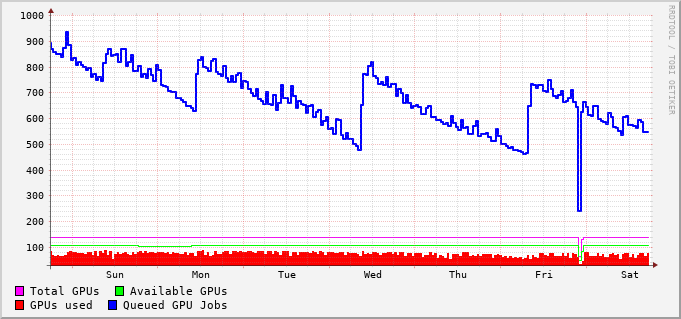 1000
900
800
700
600
500
400
300
200
100
Sun Mon Tue Wed Thu Fri Sat
RRDTOOL / TOBI OETIKER
Total GPUs Available GPUs
GPUs used Queued GPU Jobs